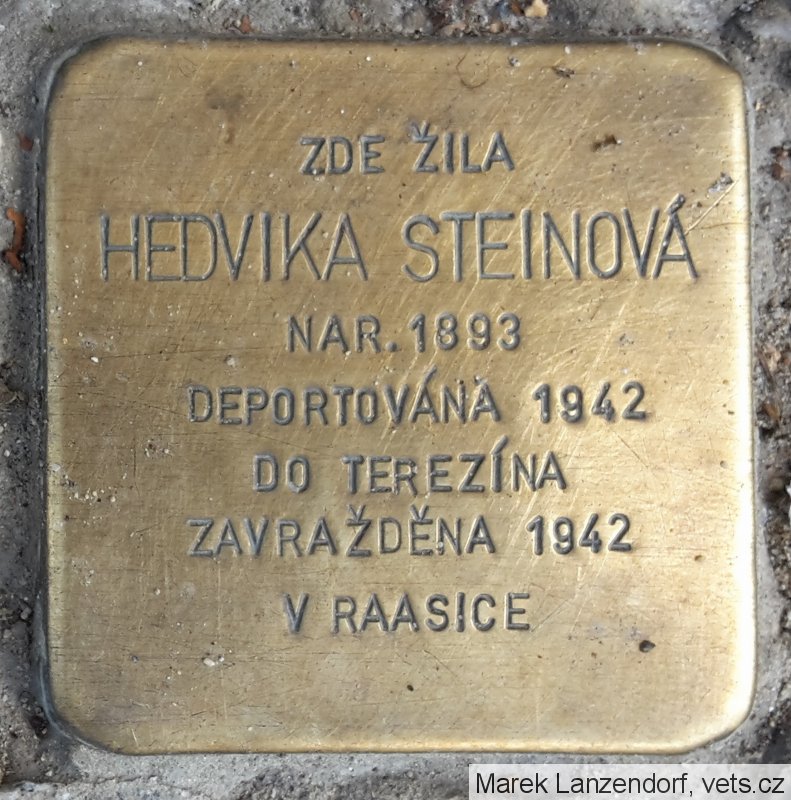 ZDE ŽILA
HEDVIKA STEINOVÁ
NAR. 1893
DEPORTOVÁNA 1942
DO TEREZÍNA
ZAVRAŽDĚNA 1942
V RAASICE
Marek Lanzendorf, vets.cz